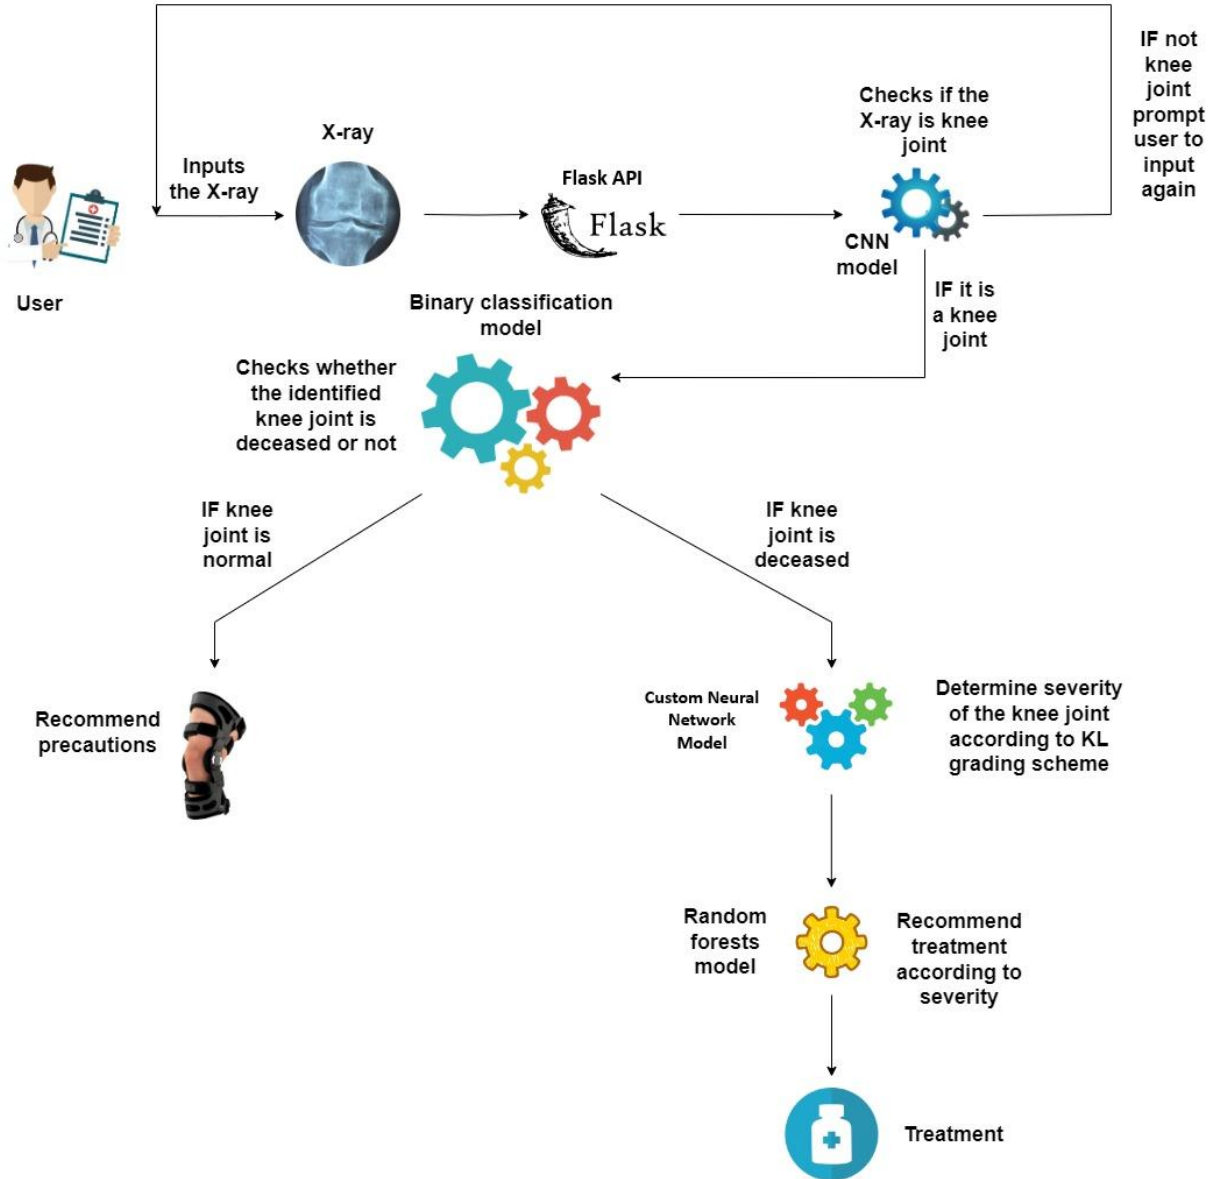 IF not
knee
joint
prompt
user to
input
again
Checks if the
X-ray is knee
joint
X-ray
Inputs
the X-ray
Flask API
Flask
CNN
model
User
IF it is
a knee
joint
Binary classification
model
Checks whether
the identified
knee joint is
deceased or not
IF knee
joint is
normal
IF knee
joint is
deceased
Recommend
precautions
Custom Neural
Network
Model
Determine severity
of the knee joint
according to KL
grading scheme
Random
forests
model
Recommend
treatment
according to
severity
Treatment